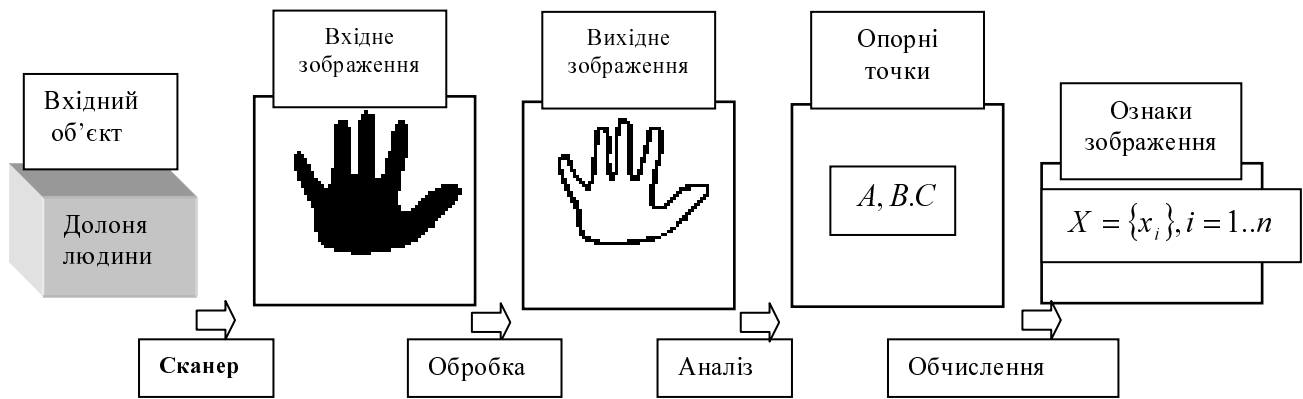 Вхідний
об’єкт
Долоня
людини
Сканер
Вхідне
зображення
Обробка
Вихідне
зображення
Аналіз
Опорні
точки
A, B.C
Обчислення
Ознаки
зображення
X = {x_i}, i = 1..n